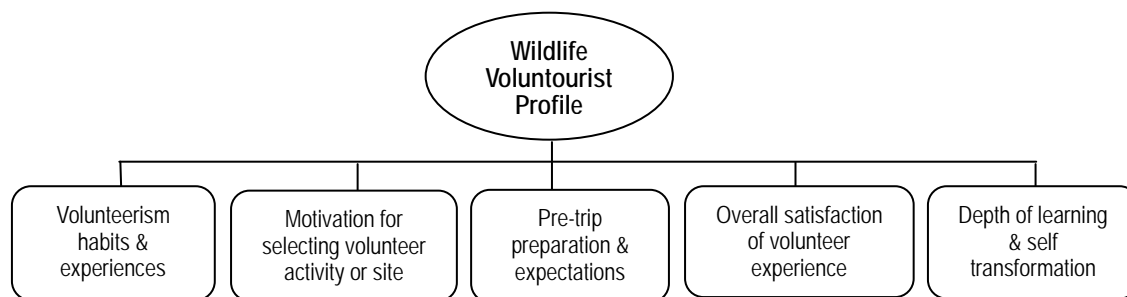 Wildlife
Voluntourist
Profile
Volunteerism
habits &
experiences
Motivation for
selecting volunteer
activity or site
Pre-trip
preparation &
expectations
Overall satisfaction
of volunteer
experience
Depth of learning
& self
transformation